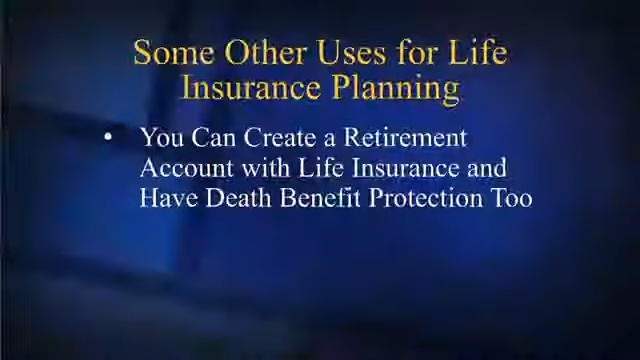 Some Other Uses for Life
Insurance Planning
• You Can Create a Retirement
Account with Life Insurance and
Have Death Benefit Protection Too